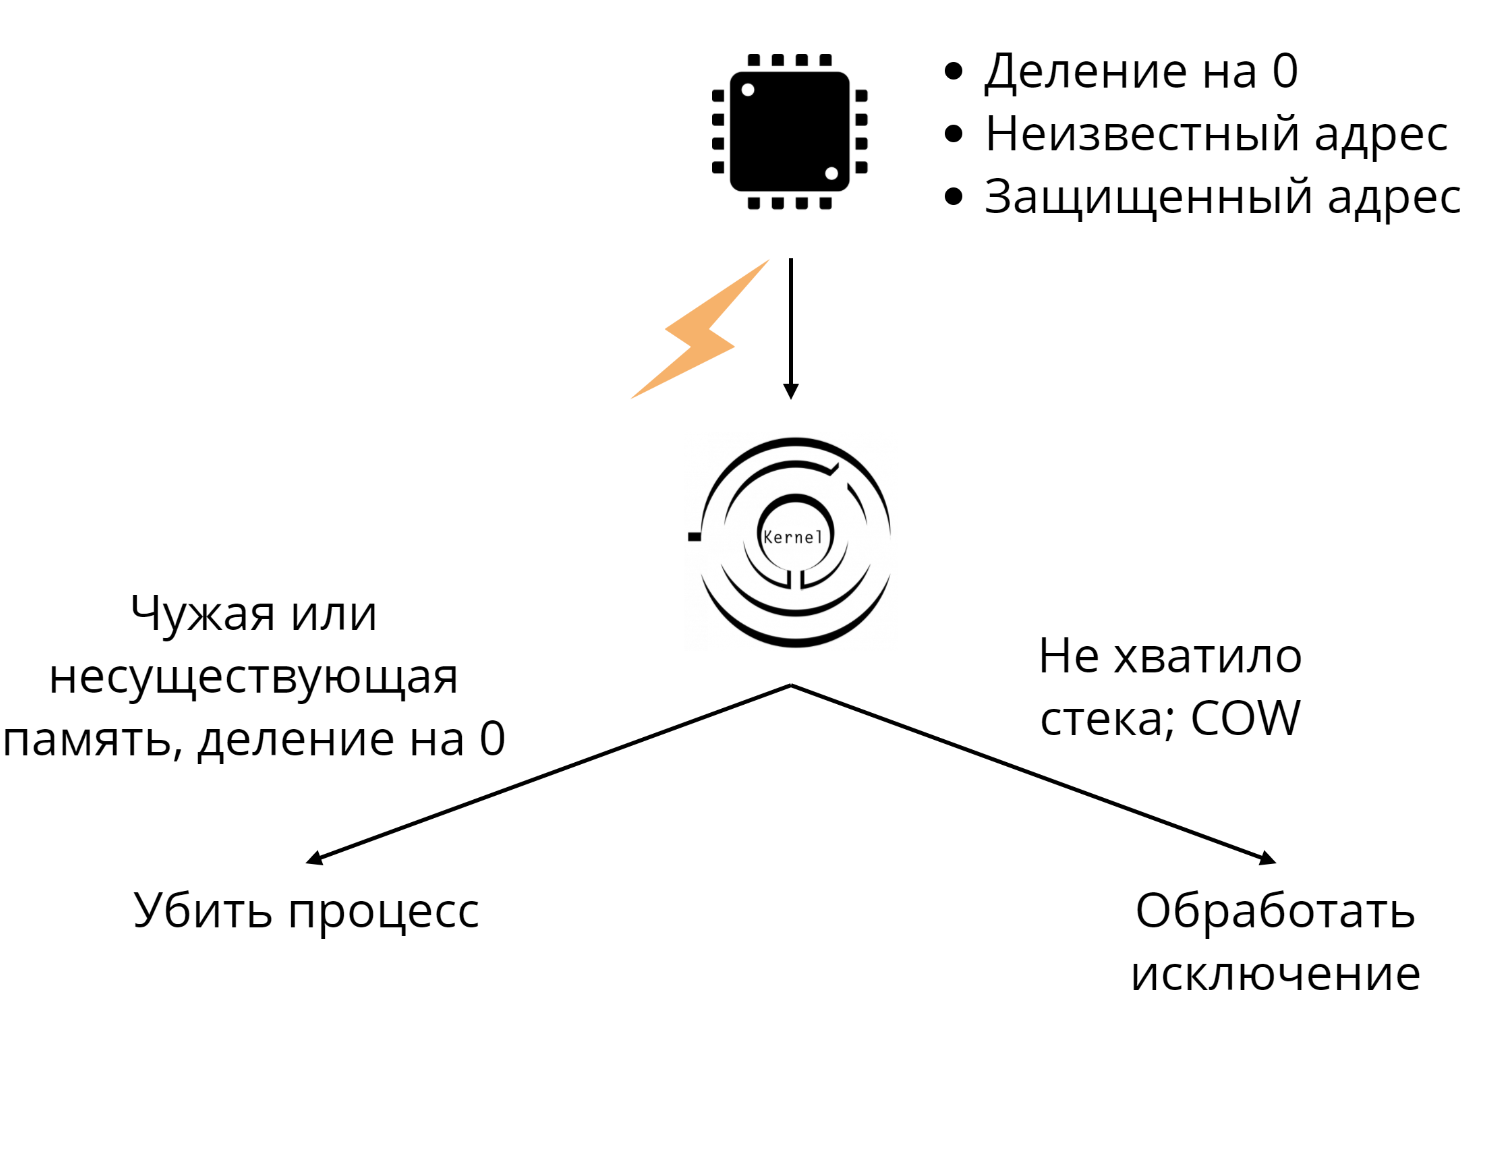 Деление на 0
Неизвестный адрес
Защищенный адрес
Kernel
Чужая или
несуществующая
память, деление на 0
Не хватило
стека; COW
Убить процесс
Обработать
исключение